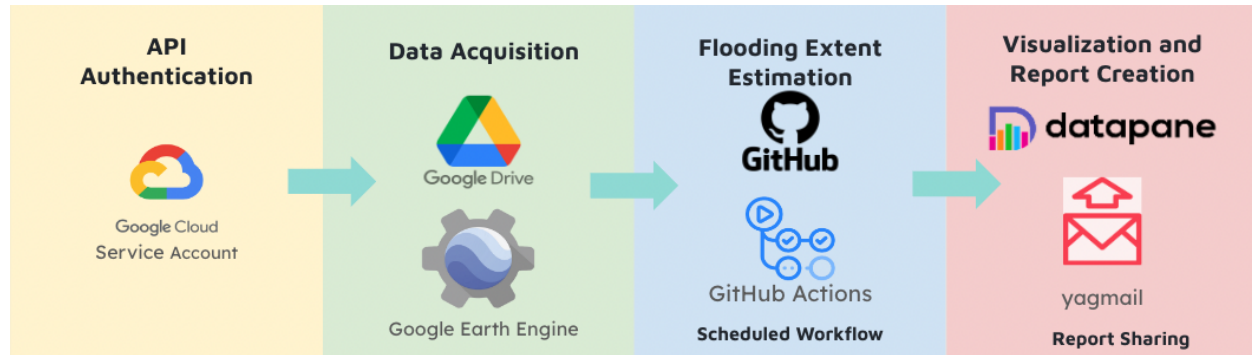 API
Authentication
Google Cloud
Service Account
Data Acquisition
Google Drive
Google Earth Engine
Flooding Extent
Estimation
GitHub
GitHub Actions
Scheduled Workflow
Visualization and
Report Creation
datapane
yagmail
Report Sharing